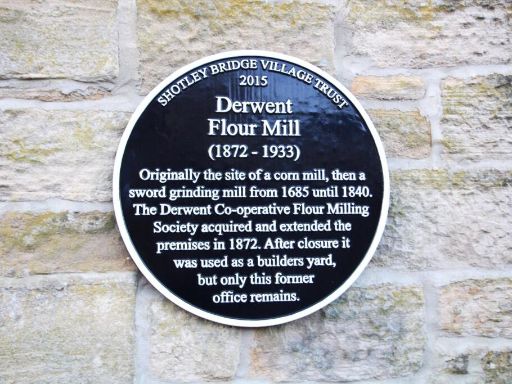 SHOTLEY BRIDGE VILLAGE TRUST
2015
Derwent
Flour Mill
(1872 - 1933)
Originally the site of a corn mill, then a
sword grinding mill from 1685 until 1840.
The Derwent Co-operative Flour Milling
Society acquired and extended the
premises in 1872. After closure it
was used as a builders yard,
but only this former
office remains.